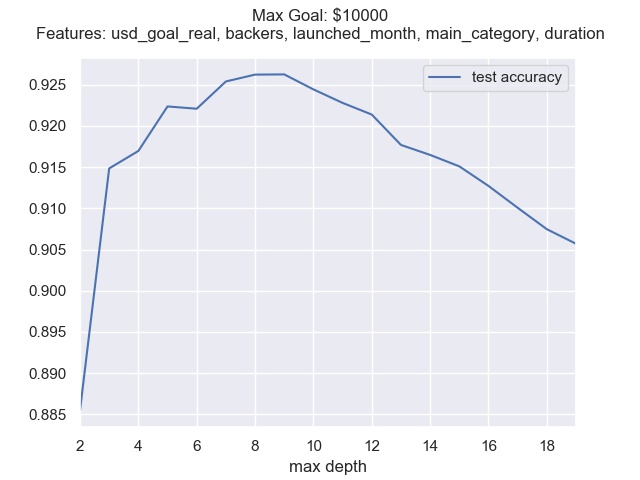 Max Goal: $10000
Features: usd_goal_real, backers, launched_month, main_category, duration
test accuracy
0.925
0.920
0.915
0.910
0.905
0.900
0.895
0.890
0.885
2 4 6 8 10 12 14 16 18
max depth